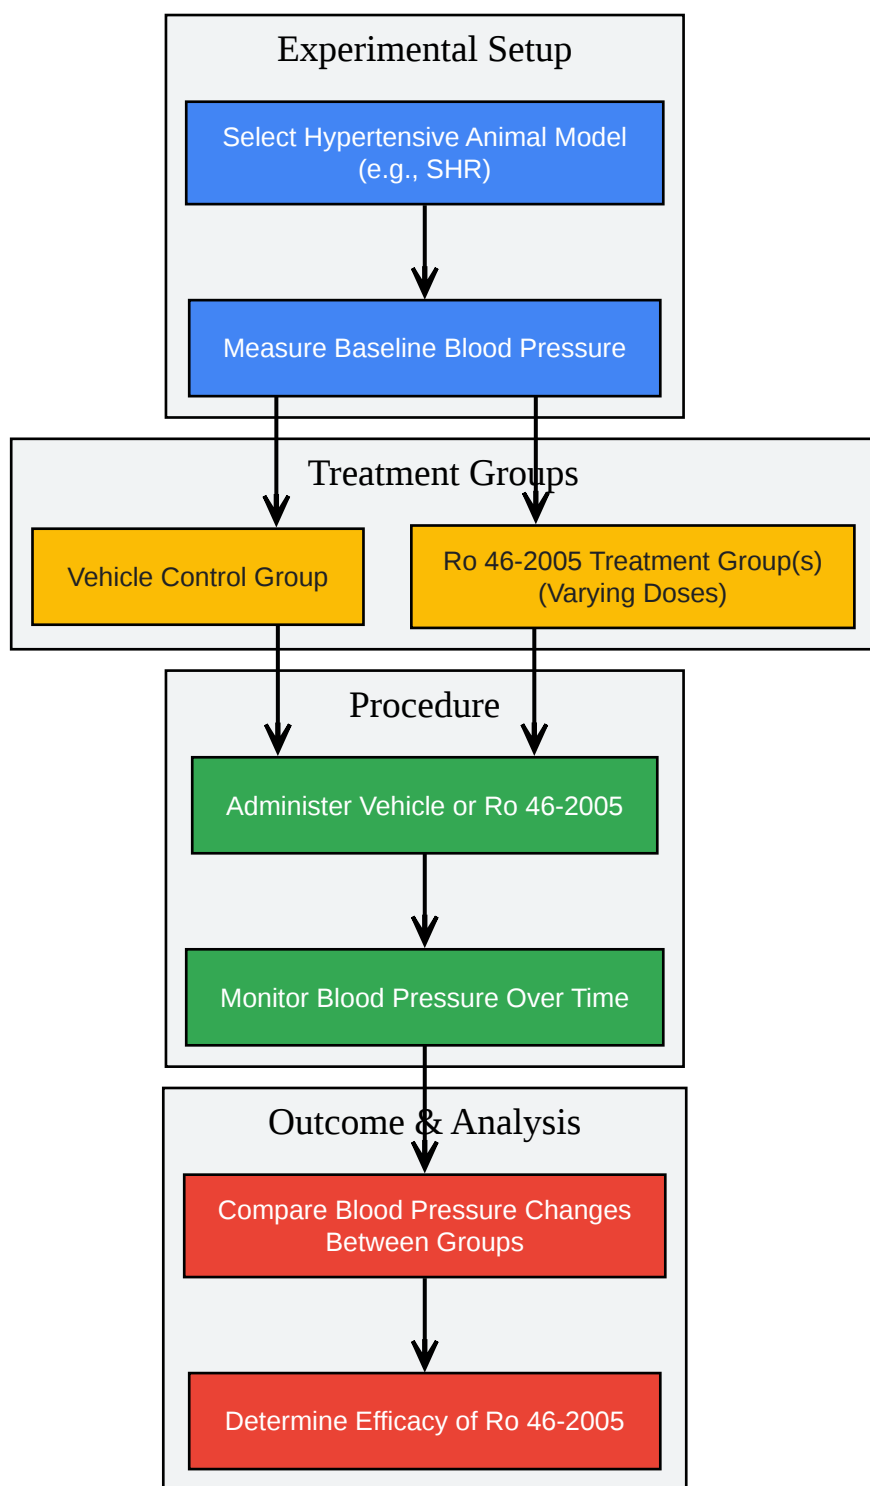 Experimental Setup
Select Hypertensive Animal Model
(e.g., SHR)
Measure Baseline Blood Pressure
Treatment Groups
Vehicle Control Group
Ro 46-2005 Treatment Group(s)
(Varying Doses)
Procedure
Administer Vehicle or Ro 46-2005
Monitor Blood Pressure Over Time
Outcome & Analysis
Compare Blood Pressure Changes
Between Groups
Determine Efficacy of Ro 46-2005